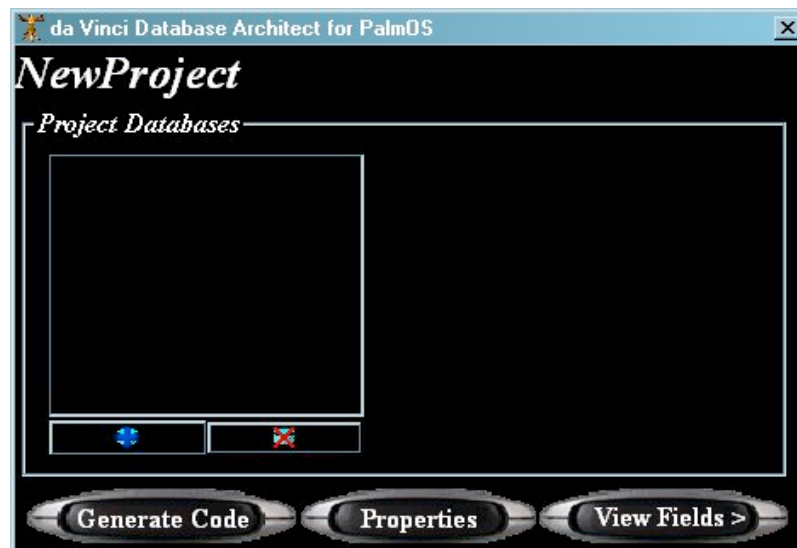 da Vinci Database Architect for PalmOS
NewProject
Project Databases
Generate Code
Properties
View Fields >